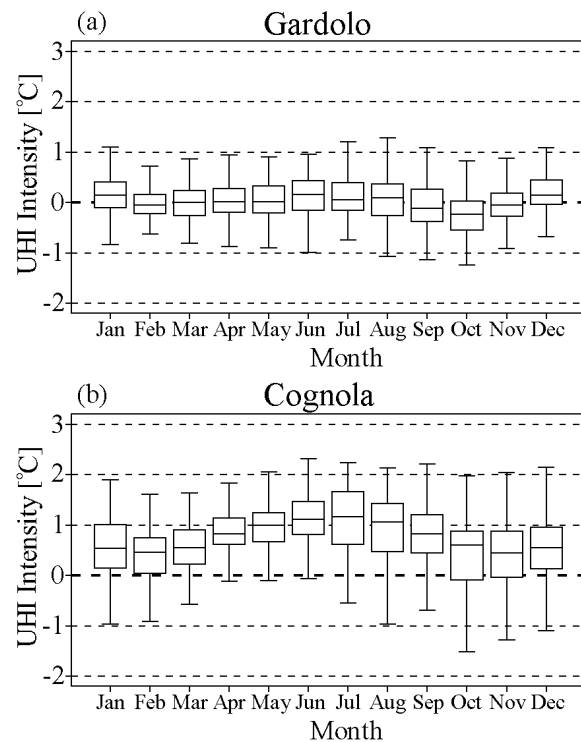 (a) Gardolo
UHI Intensity [°C]
3
2
1
0
-1
-2
Jan Feb Mar Apr May Jun Jul Aug Sep Oct Nov Dec
Month
(b) Cognola
UHI Intensity [°C]
3
2
1
0
-1
-2
Jan Feb Mar Apr May Jun Jul Aug Sep Oct Nov Dec
Month